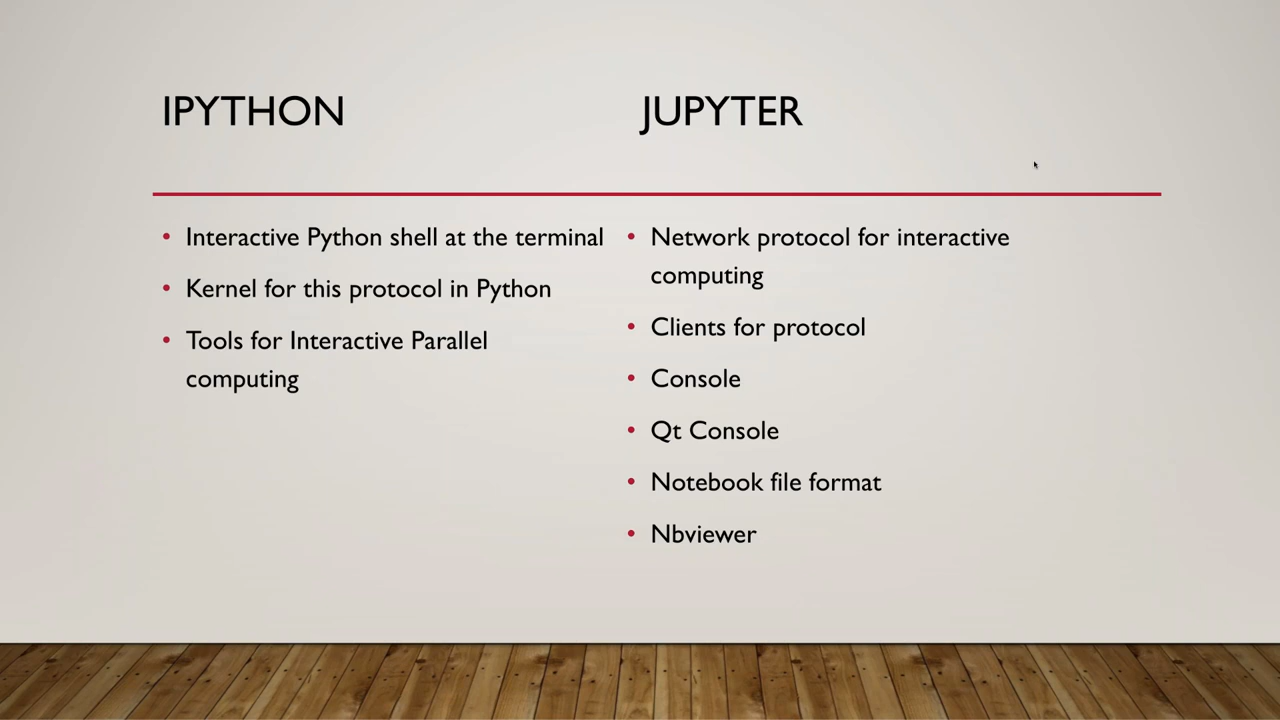 IPYTHON
JUPYTER
• Interactive Python shell at the terminal
• Kernel for this protocol in Python
• Tools for Interactive Parallel
computing
• Network protocol for interactive
computing
• Clients for protocol
• Console
• Qt Console
• Notebook file format
• Nbviewer